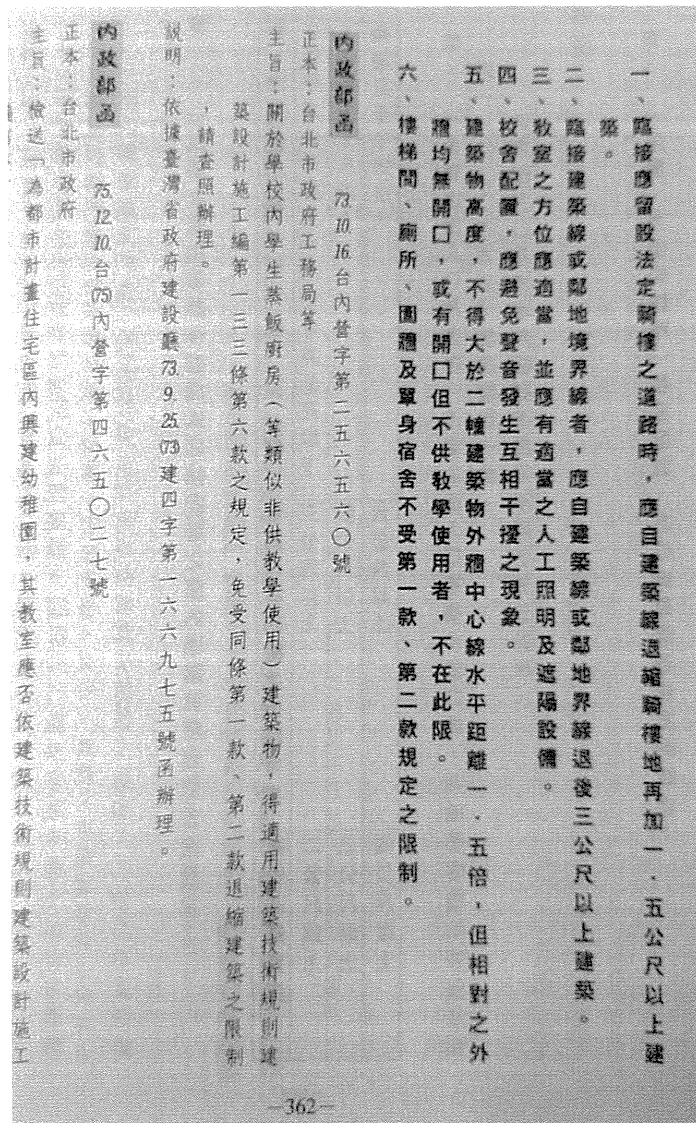 一、臨接應留設法定騎樓之道路時，應自建築線退縮騎樓地再加一．五公尺以上建
築。
二、臨接建築線或鄰地境界線者，應自建築線或鄰地界線退後三公尺以上建築。
三、教室之方位應適當，並應有適當之人工照明及遮陽設備。
四、校舍配置，應避免聲音發生互相干擾之現象。
五、建築物高度，不得大於二幢建築物外牆中心線水平距離一．五倍，但相對之外
牆均無開口，或有開口但不供教學使用者，不在此限。
六、樓梯間、廁所、圍牆及單身宿舍不受第一款、第二款規定之限制。
內政部函　73.10.16.台內營字第二五六五六〇號
正本：台北市政府工務局等
主旨：關於學校內學生蒸飯廚房（等類似非供教學使用）建築物，得適用建築技術規則建
築設計施工編第一三三條第六款之規定，免受同條第一款、第二款退縮建築之限制
，請查照辦理。
說明：依據臺灣省政府建設廳73.9.25.(73)建四字第一六六九七五號函辦理。
內政部函　75.12.10.台(75)內營字第四六五〇二七號
正本：台北市政府
主旨：檢送「為都市計畫住宅區內興建幼稚園，其教室應否依建築技術規則建築設計施工
—362—